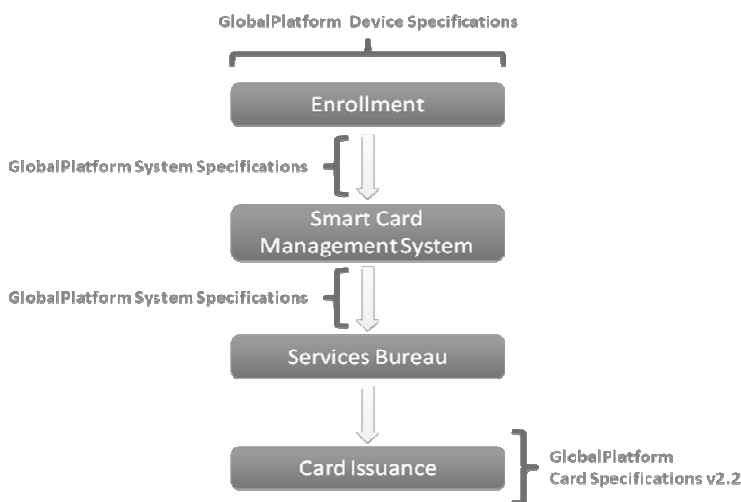 GlobalPlatform Device Specifications
Enrollment
GlobalPlatform System Specifications
Smart Card
Management System
GlobalPlatform System Specifications
Services Bureau
Card Issuance
GlobalPlatform
Card Specifications v2.2